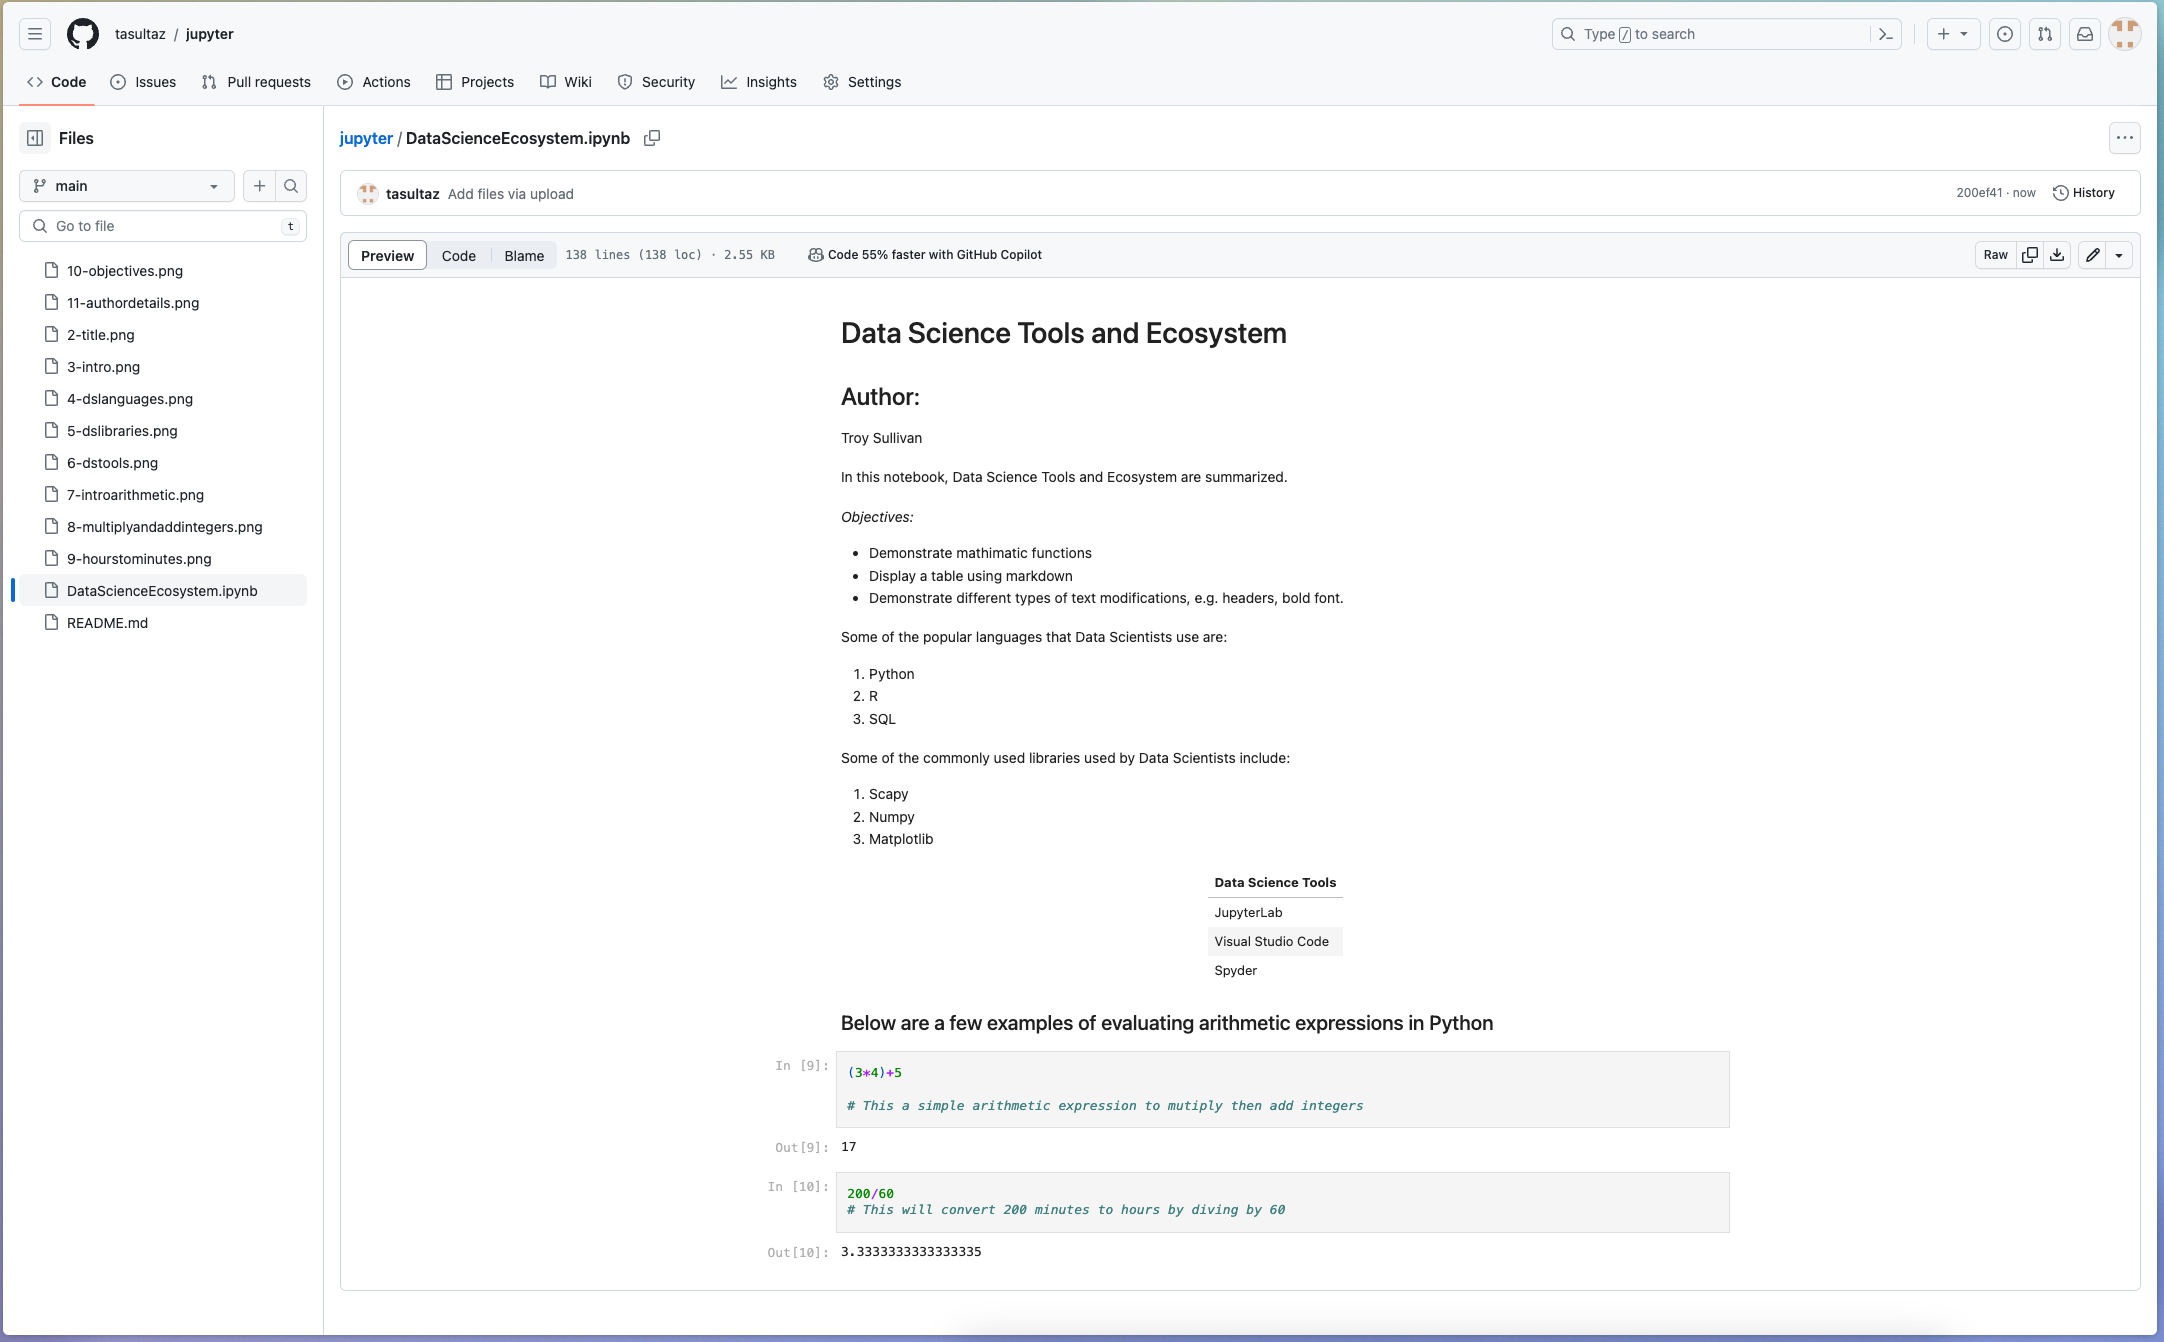 tasultaz / jupyter
Type / to search
Code Issues Pull requests Actions Projects Wiki Security Insights Settings
Files
main
Go to file t
10-objectives.png
11-authordetails.png
2-title.png
3-intro.png
4-dslanguages.png
5-dslibraries.png
6-dstools.png
7-introarithmetic.png
8-multiplyandaddintegers.png
9-hourstominutes.png
DataScienceEcosystem.ipynb
README.md
jupyter / DataScienceEcosystem.ipynb
tasultaz Add files via upload 200ef41 · now History
Preview Code Blame 138 lines (138 loc) · 2.55 KB Code 55% faster with GitHub Copilot Raw
Data Science Tools and Ecosystem
Author:
Troy Sullivan
In this notebook, Data Science Tools and Ecosystem are summarized.
Objectives:
• Demonstrate mathimatic functions
• Display a table using markdown
• Demonstrate different types of text modifications, e.g. headers, bold font.
Some of the popular languages that Data Scientists use are:
1. Python
2. R
3. SQL
Some of the commonly used libraries used by Data Scientists include:
1. Scapy
2. Numpy
3. Matplotlib
Data Science Tools
JupyterLab
Visual Studio Code
Spyder
Below are a few examples of evaluating arithmetic expressions in Python
In [9]: (3*4)+5
# This a simple arithmetic expression to mutiply then add integers
Out[9]: 17
In [10]: 200/60
# This will convert 200 minutes to hours by diving by 60
Out[10]: 3.3333333333333335